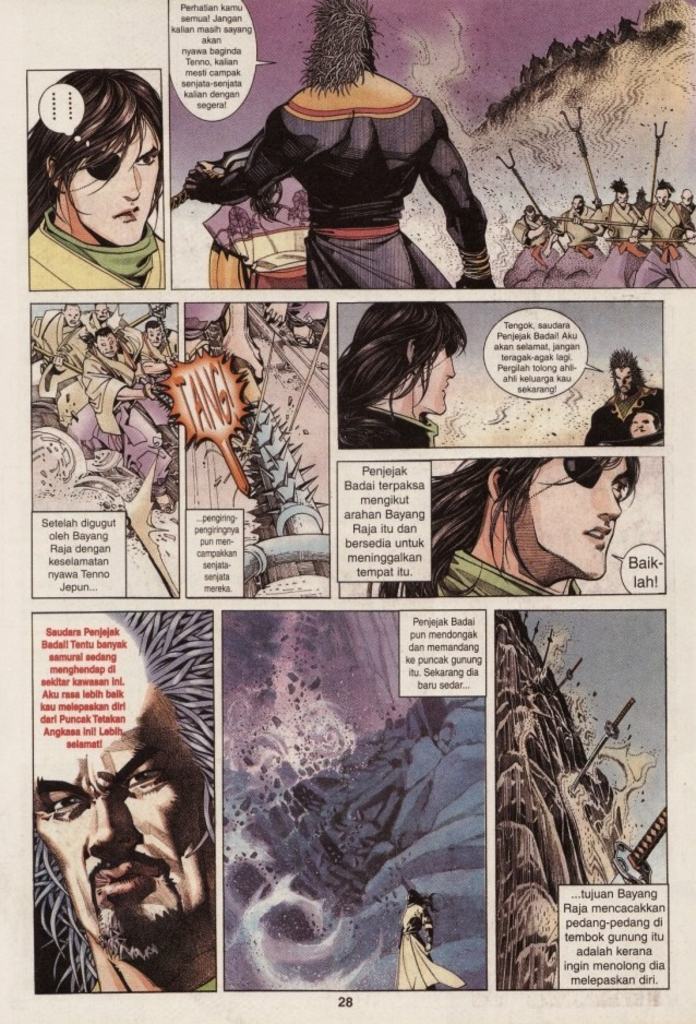 Perhatian kamu
semua! Jangan
kalian masih sayang
akan
nyawa baginda
Tenno, kalian
mesti campak
senjata-senjata
kalian dengan
segera!
Setelah digugut
oleh Bayang
Raja dengan
keselamatan
nyawa Tenno
Jepun...
TANG!
...pengiring-
pengiringnya
pun men-
campakkan
senjata-
senjata
mereka.
Tengok, saudara
Penjejak Badai! Aku
akan selamat, jangan
teragak-agak lagi.
Pergilah tolong ahli-
ahli keluarga kau
sekarang!
Penjejak
Badai terpaksa
mengikut
arahan Bayang
Raja itu dan
bersedia untuk
meninggalkan
tempat itu.
Baik-
lah!
Saudara Penjejak
Badai! Tentu banyak
samurai sedang
menghendap di
sekitar kawasan ini.
Aku rasa lebih baik
kau melepaskan diri
dari Puncak Tetakan
Angkasa ini! Lebih
selamat!
Penjejak Badai
pun mendongak
dan memandang
ke puncak gunung
itu. Sekarang dia
baru sedar...
...tujuan Bayang
Raja mencacakkan
pedang-pedang di
tembok gunung itu
adalah kerana
ingin menolong dia
melepaskan diri.
28